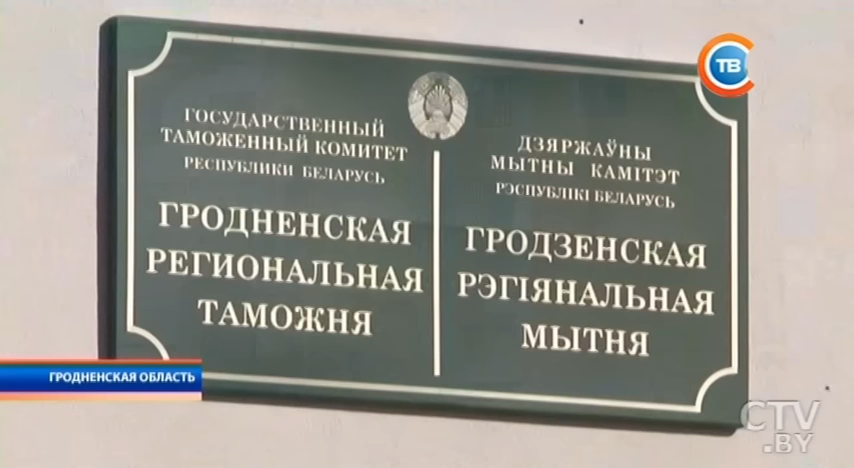 СТВ
ГОСУДАРСТВЕННЫЙ
ТАМОЖЕННЫЙ КОМИТЕТ
РЕСПУБЛИКИ БЕЛАРУСЬ
ГРОДНЕНСКАЯ
РЕГИОНАЛЬНАЯ
ТАМОЖНЯ
ДЗЯРЖАЎНЫ
МЫТНЫ КАМІТЭТ
РЭСПУБЛІКІ БЕЛАРУСЬ
ГРОДЗЕНСКАЯ
РЭГІЯНАЛЬНАЯ
МЫТНЯ
ГРОДНЕНСКАЯ ОБЛАСТЬ
CTV
.BY